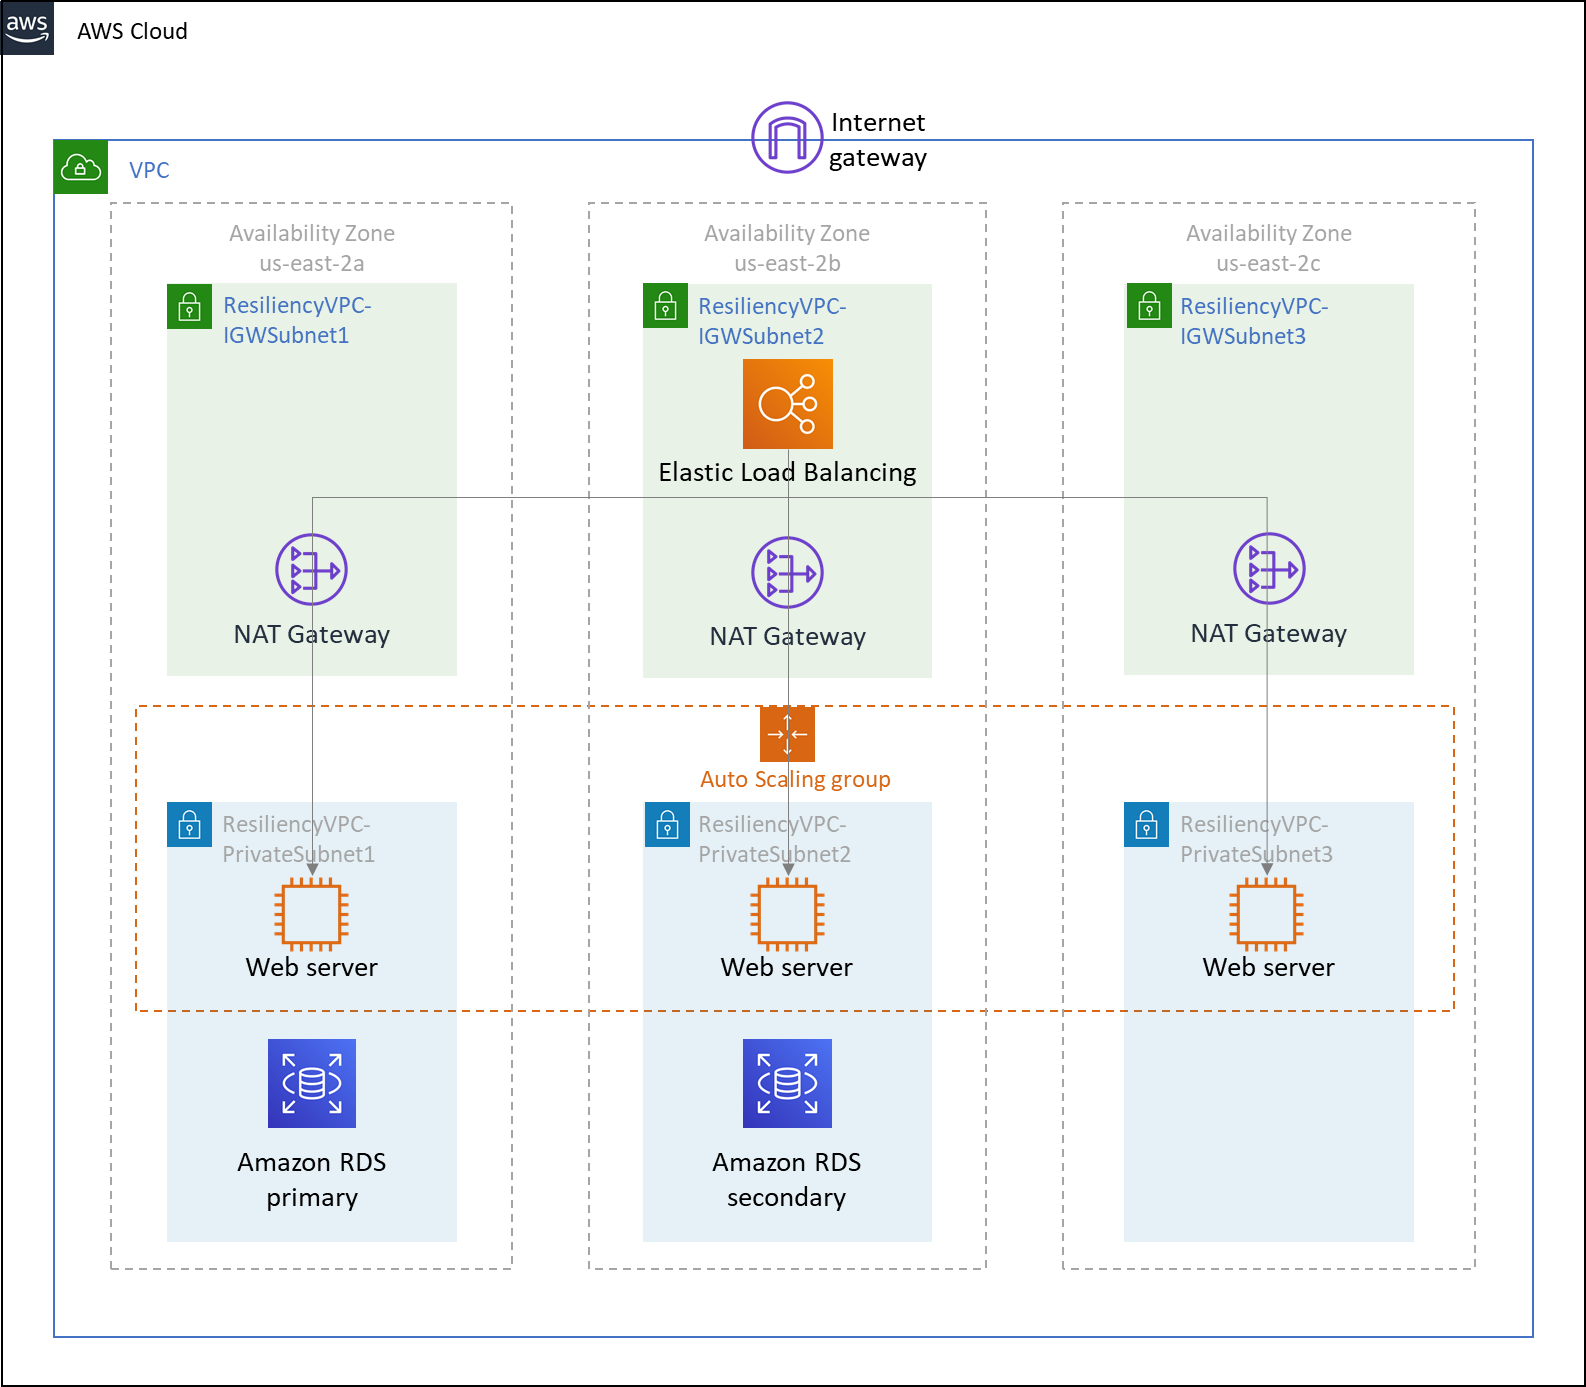 aws
AWS Cloud
Internet
gateway
VPC
Availability Zone
us-east-2a
Availability Zone
us-east-2b
Availability Zone
us-east-2c
ResiliencyVPC-
IGWSubnet1
ResiliencyVPC-
IGWSubnet2
ResiliencyVPC-
IGWSubnet3
Elastic Load Balancing
NAT Gateway
NAT Gateway
NAT Gateway
Auto Scaling group
ResiliencyVPC-
PrivateSubnet1
ResiliencyVPC-
PrivateSubnet2
ResiliencyVPC-
PrivateSubnet3
Web server
Web server
Web server
Amazon RDS
primary
Amazon RDS
secondary